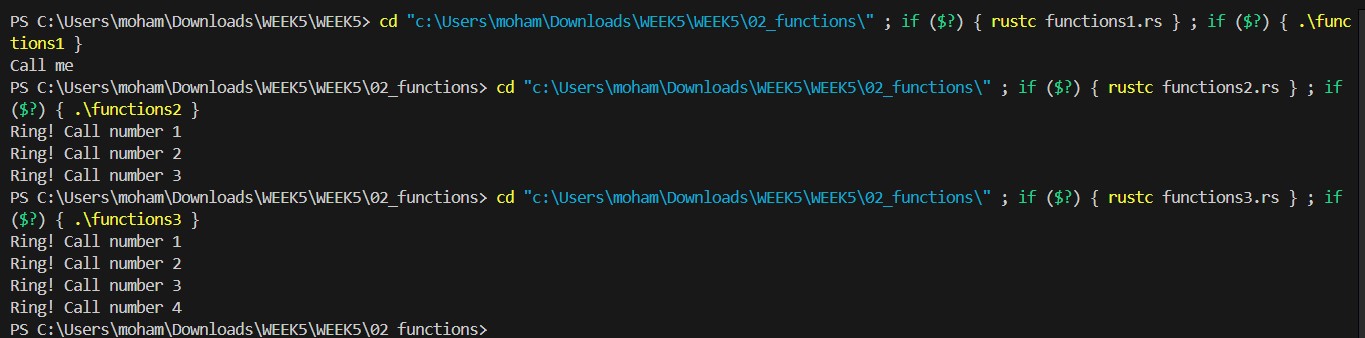 PS C:\Users\moham\Downloads\WEEK5\WEEK5> cd "c:\Users\moham\Downloads\WEEK5\WEEK5\02_functions\" ; if ($?) { rustc functions1.rs } ; if ($?) { .\func
tions1 }
Call me
PS C:\Users\moham\Downloads\WEEK5\WEEK5\02_functions> cd "c:\Users\moham\Downloads\WEEK5\WEEK5\02_functions\" ; if ($?) { rustc functions2.rs } ; if
($?) { .\functions2 }
Ring! Call number 1
Ring! Call number 2
Ring! Call number 3
PS C:\Users\moham\Downloads\WEEK5\WEEK5\02_functions> cd "c:\Users\moham\Downloads\WEEK5\WEEK5\02_functions\" ; if ($?) { rustc functions3.rs } ; if
($?) { .\functions3 }
Ring! Call number 1
Ring! Call number 2
Ring! Call number 3
Ring! Call number 4
PS C:\Users\moham\Downloads\WEEK5\WEEK5\02_functions>